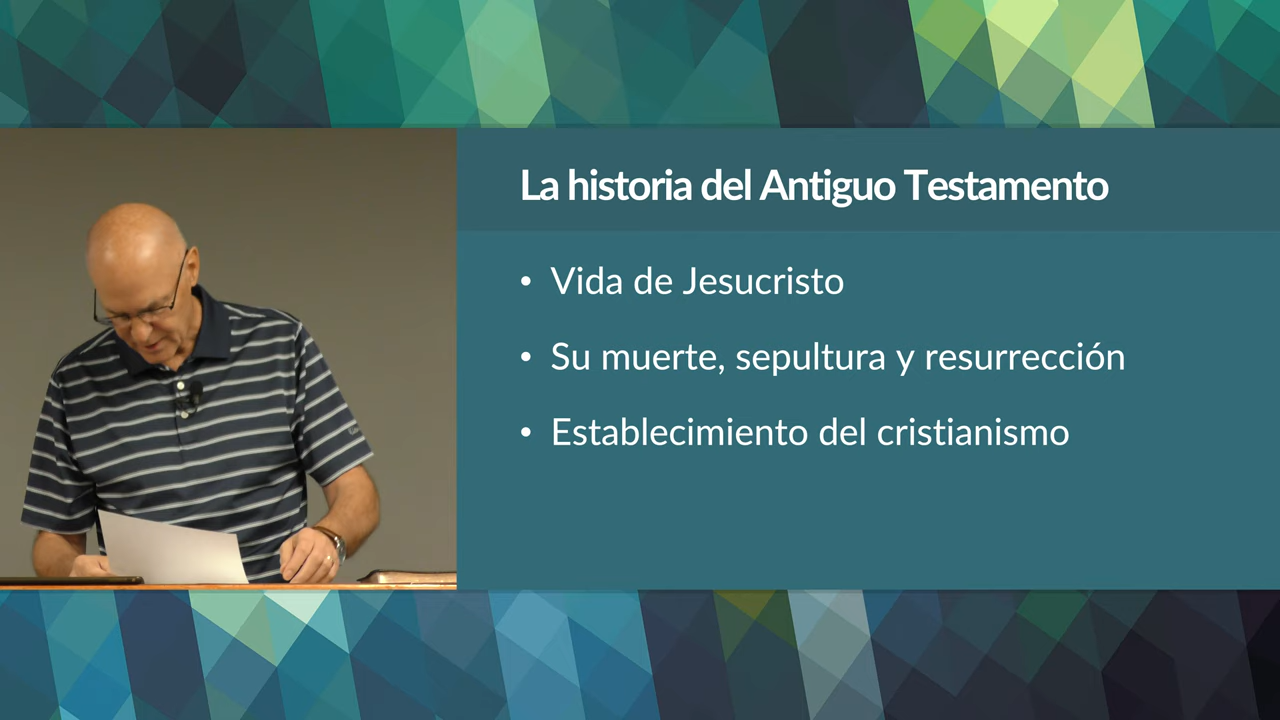 La historia del Antiguo Testamento
• Vida de Jesucristo
• Su muerte, sepultura y resurrección
• Establecimiento del cristianismo